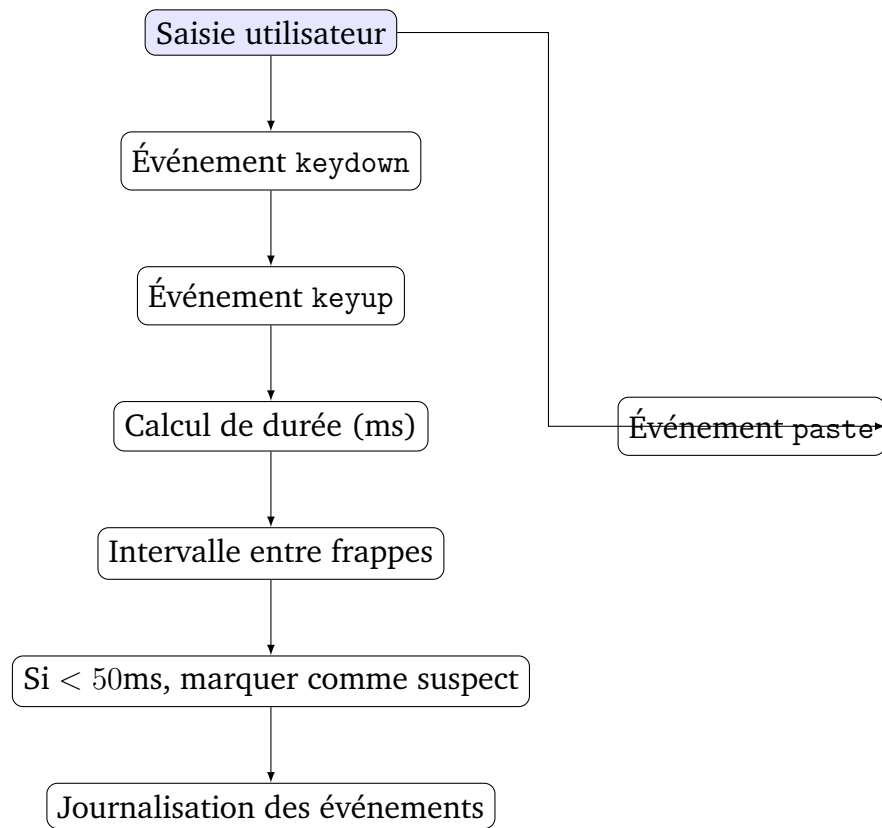 Saisie utilisateur
Événement keydown
Événement keyup
Calcul de durée (ms)
Événement paste
Intervalle entre frappes
Si < 50ms, marquer comme suspect
Journalisation des événements